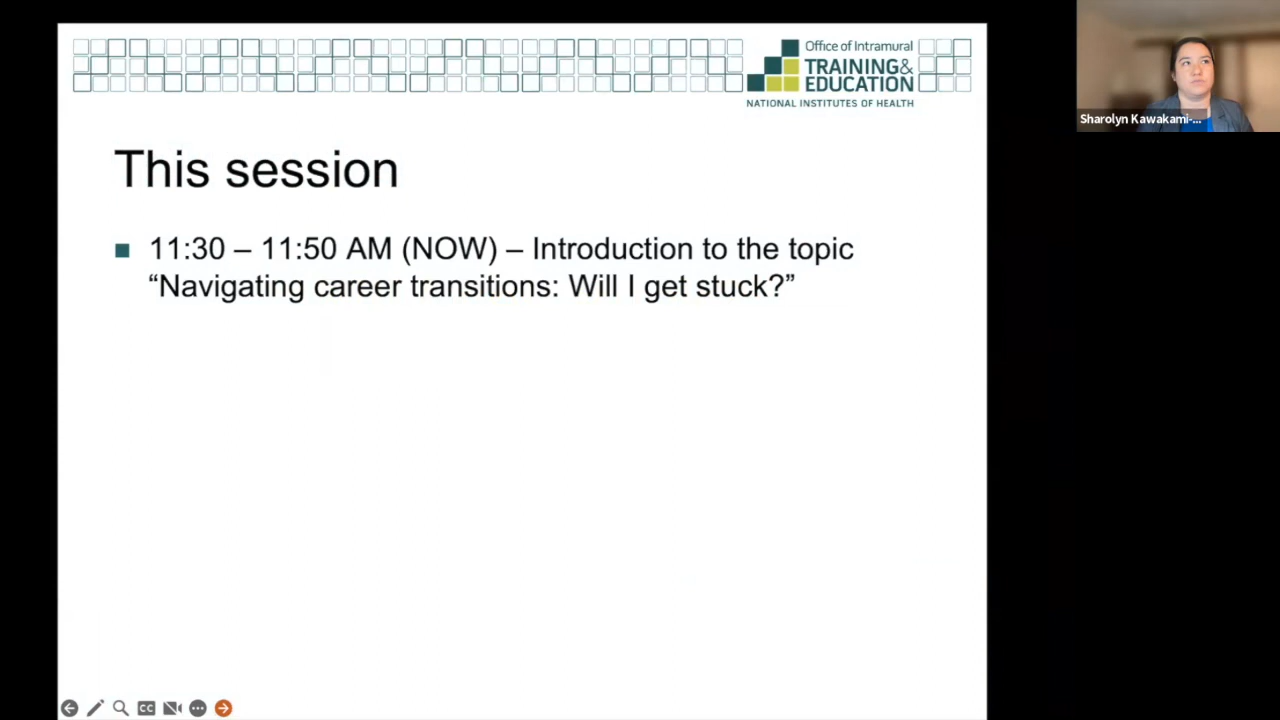 Office of Intramural
TRAINING&
EDUCATION
NATIONAL INSTITUTES OF HEALTH
Sharolyn Kawakami-...
This session
11:30 – 11:50 AM (NOW) – Introduction to the topic
“Navigating career transitions: Will I get stuck?”
CC